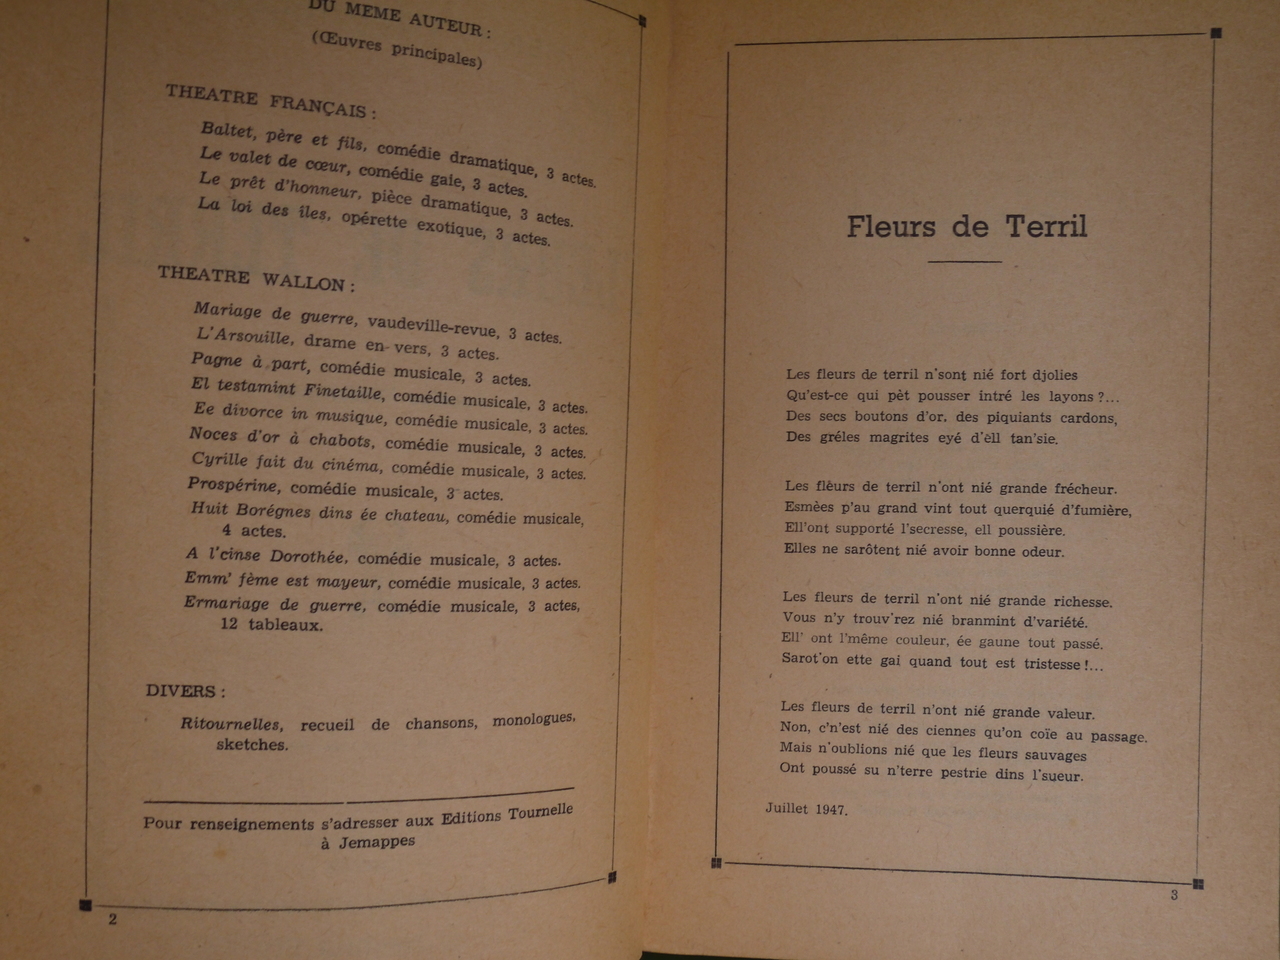 DU MEME AUTEUR :
(Œuvres principales)
THEATRE FRANÇAIS :
Baltet, père et fils, comédie dramatique, 3 actes.
Le valet de cœur, comédie gaie, 3 actes.
Le prêt d'honneur, pièce dramatique, 3 actes.
La loi des îles, opérette exotique, 3 actes.
THEATRE WALLON :
Mariage de guerre, vaudeville-revue, 3 actes.
L'Arsouille, drame en vers, 3 actes.
Pagne à part, comédie musicale, 3 actes.
El testamint Finetaille, comédie musicale, 3 actes.
Ee divorce in musique, comédie musicale, 3 actes.
Noces d'or à chabots, comédie musicale, 3 actes.
Cyrille fait du cinéma, comédie musicale, 3 actes.
Prospérine, comédie musicale, 3 actes.
Huit Borégnes dins ée chateau, comédie musicale,
4 actes.
A l'cinse Dorothée, comédie musicale, 3 actes.
Emm' fème est mayeur, comédie musicale, 3 actes.
Ermariage de guerre, comédie musicale, 3 actes,
12 tableaux.
DIVERS :
Ritournelles, recueil de chansons, monologues,
sketches.
Pour renseignements s'adresser aux Editions Tournelle
à Jemappes
2
Fleurs de Terril
Les fleurs de terril n'sont nié fort djolies
Qu'est-ce qui pèt pousser intré les layons ?...
Des secs boutons d'or, des piquiants cardons,
Des gréles magrites eyé d'èll tan'sie.
Les flêurs de terril n'ont nié grande frécheur.
Esmèes p'au grand vint tout querquié d'fumière,
Ell'ont supporté l'secresse, ell poussière.
Elles ne sarôtent nié avoir bonne odeur.
Les fleurs de terril n'ont nié grande richesse.
Vous n'y trouv'rez nié branmint d'variété.
Ell' ont l'même couleur, ée gaune tout passé.
Sarot'on ette gai quand tout est tristesse !...
Les fleurs de terril n'ont nié grande valeur.
Non, c'n'est nié des ciennes qu'on coïe au passage.
Mais n'oublions nié que les fleurs sauvages
Ont poussé su n'terre pestrie dins l'sueur.
Juillet 1947.
3